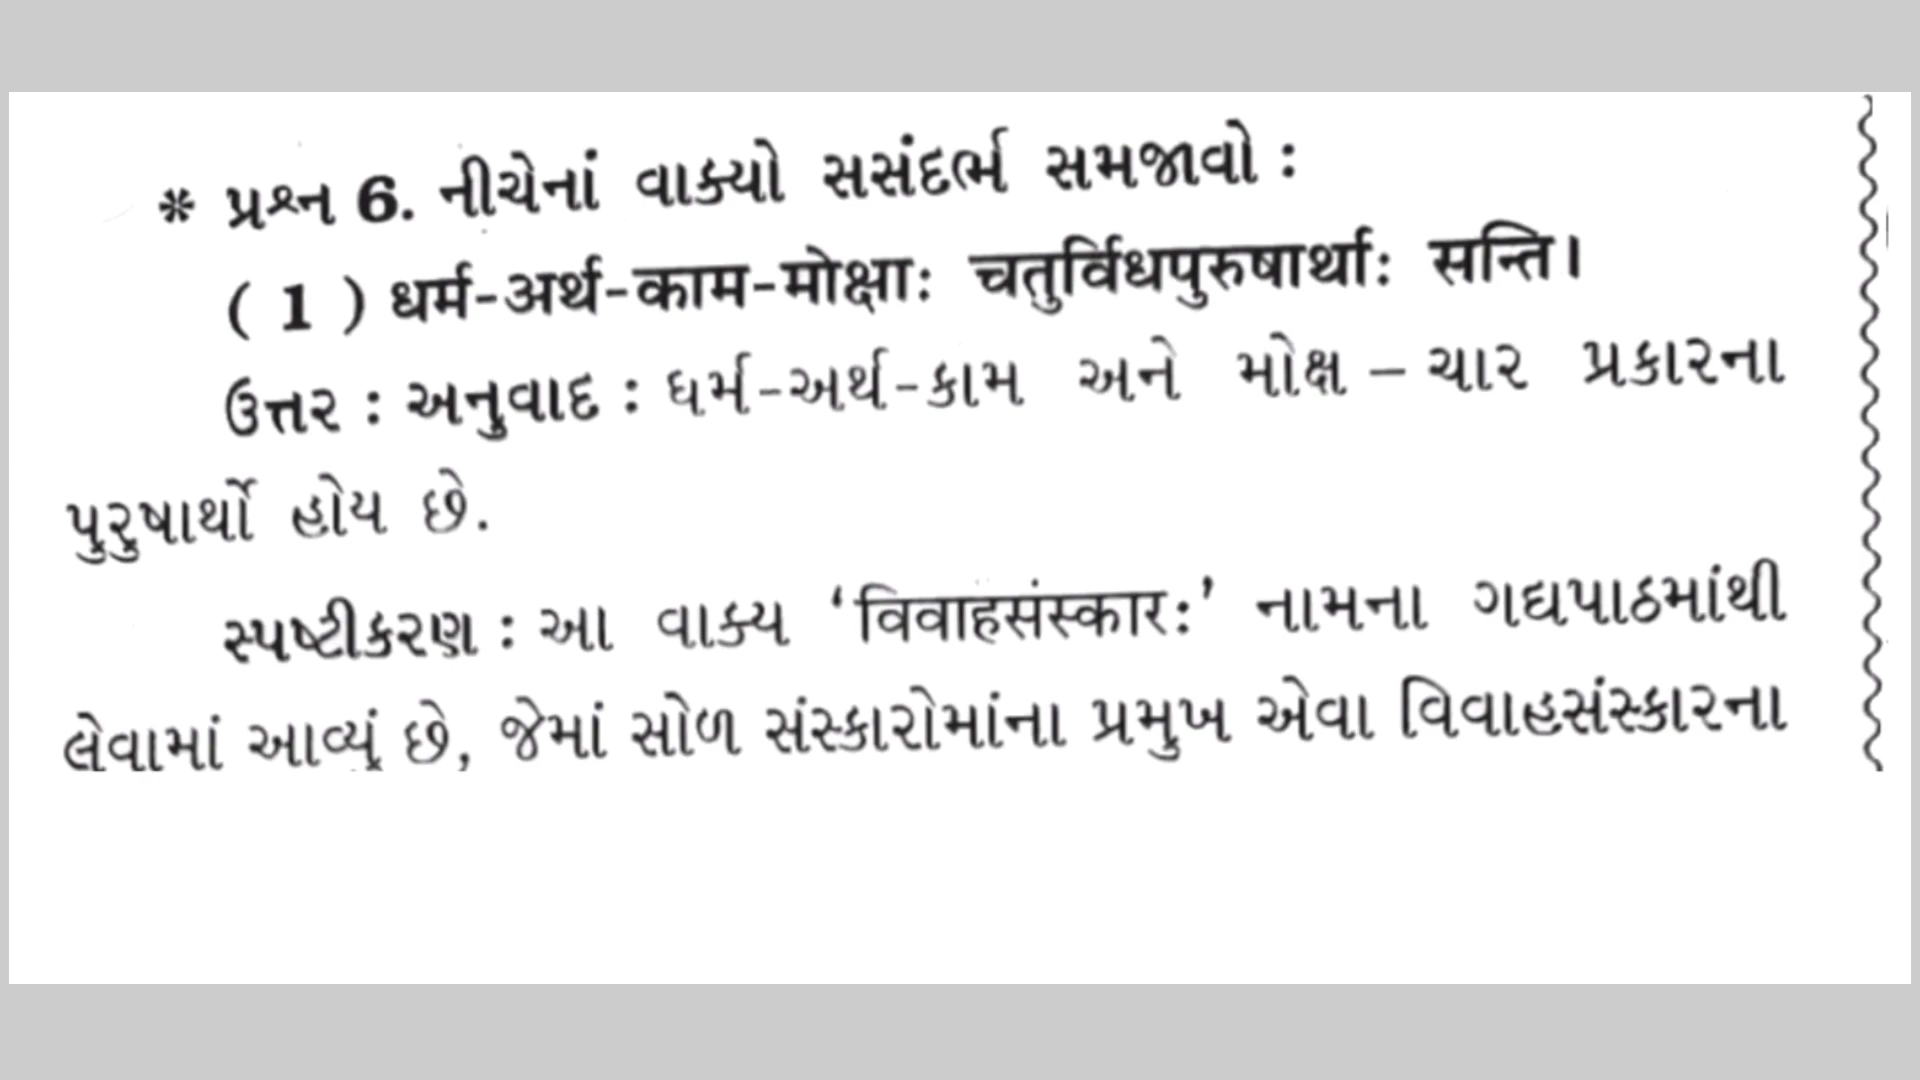 * પ્રશ્ન 6. નીચેનાં વાક્યો સસંદર્ભ સમજાવો :
( 1 ) धर्म-अर्थ-काम-मोक्षाः चतुर्विधपुरुषार्थाः सन्ति।
ઉત્તર : અનુવાદ : ધર્મ-અર્થ-કામ અને મોક્ષ – ચાર પ્રકારના
પુરુષાર્થો હોય છે.
સ્પષ્ટીકરણ : આ વાક્ય ‘विवाहसंस्कारः’ નામના ગદ્યપાઠમાંથી
લેવામાં આવ્યું છે, જેમાં સોળ સંસ્કારોમાંના પ્રમુખ એવા વિવાહસંસ્કારના